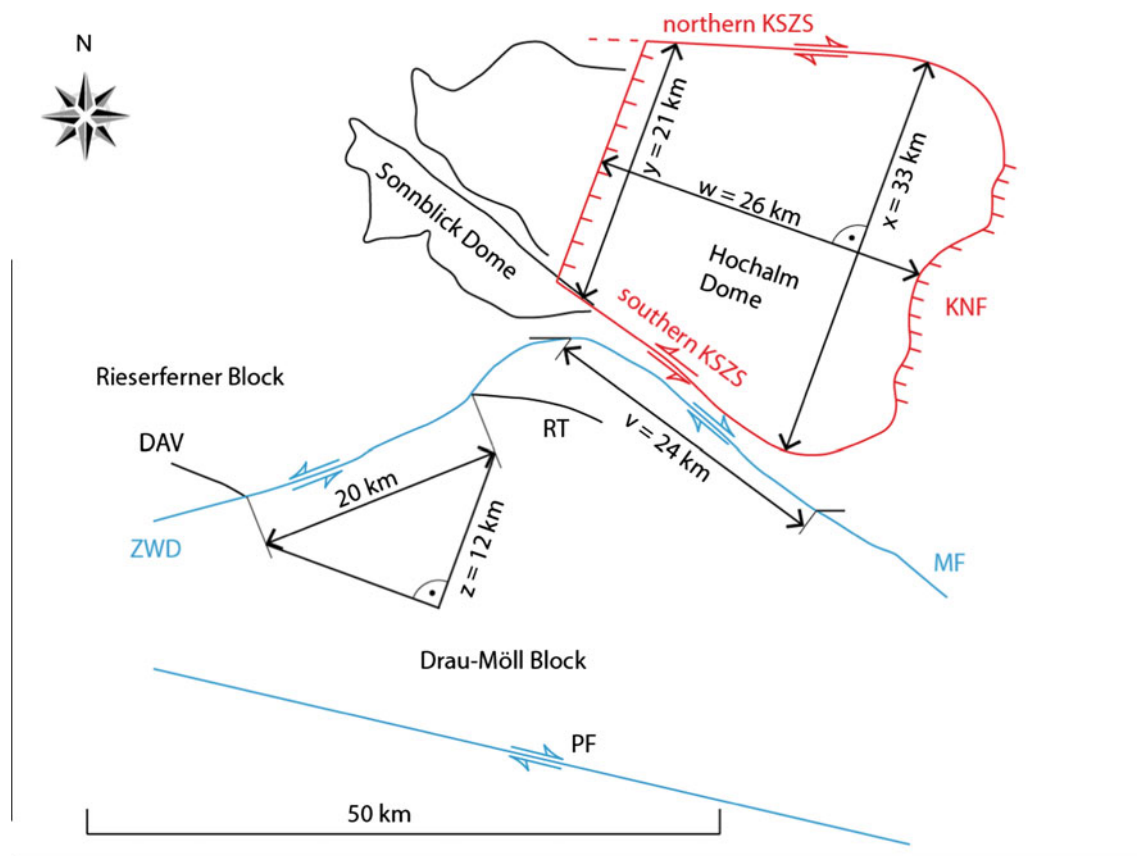 northern KSZS
N
y = 21 km
x = 33 km
w = 26 km
Sonnblick Dome
Hochalm
Dome
southern KSZS
KNF
Rieserferner Block
RT
DAV
v = 24 km
20 km
z = 12 km
ZWD
MF
Drau-Möll Block
PF
50 km